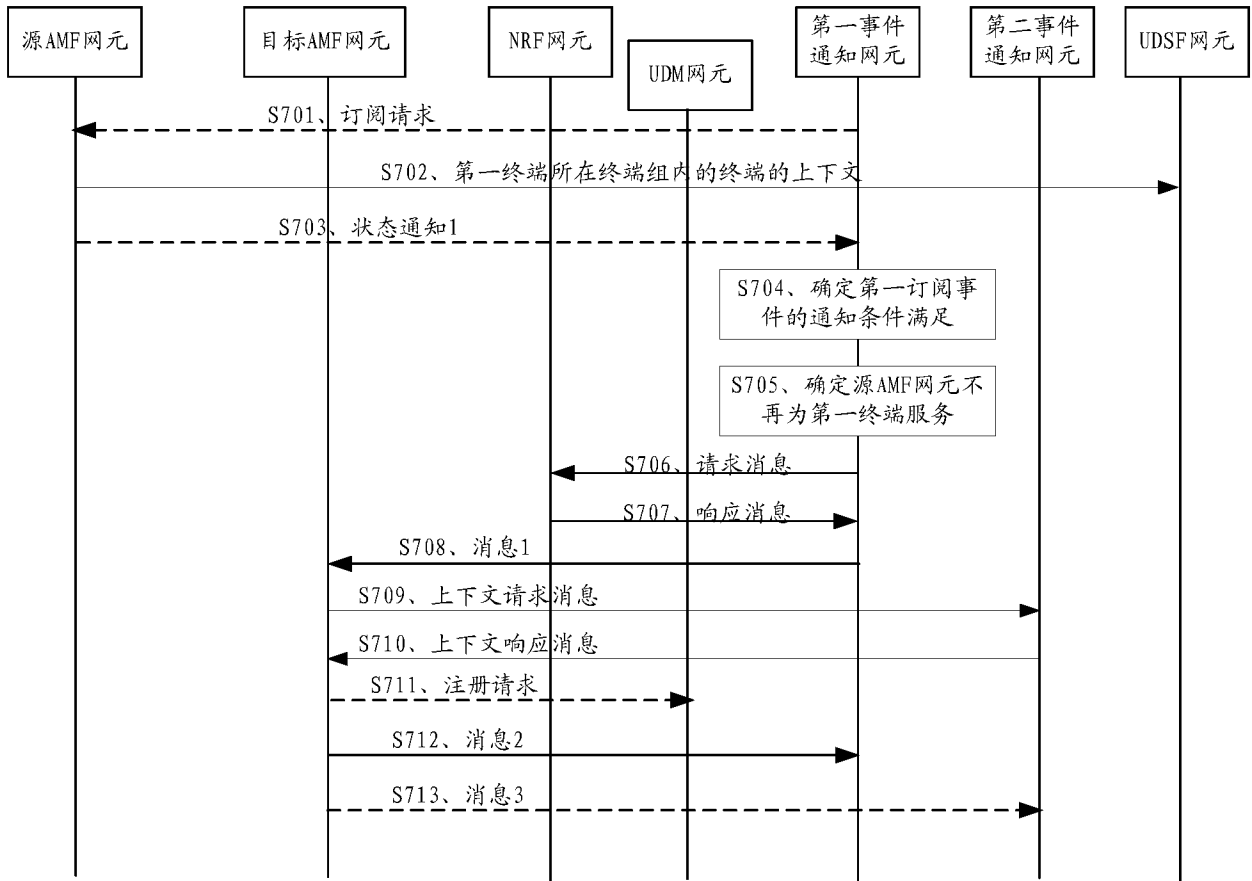 源AMF网元
目标AMF网元
NRF网元
UDM网元
第一事件
通知网元
第二事件
通知网元
UDSF网元
S701、订阅请求
S702、第一终端所在终端组内的终端的上下文
S703、状态通知1
S704、确定第一订阅事
件的通知条件满足
S705、确定源AMF网元不
再为第一终端服务
S706、请求消息
S707、响应消息
S708、消息1
S709、上下文请求消息
S710、上下文响应消息
S711、注册请求
S712、消息2
S713、消息3